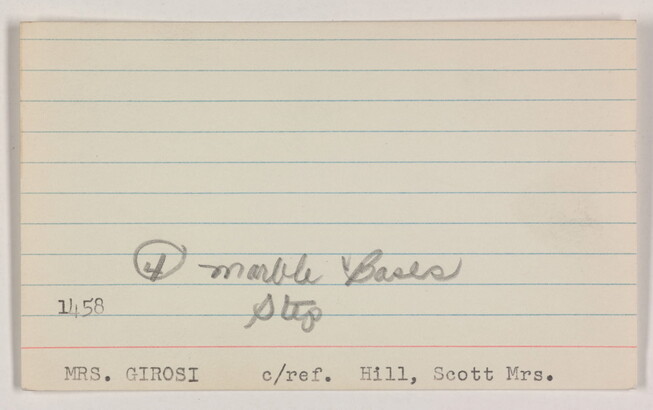 ④ Marble Bases
Step
1458
MRS. GIROSI c/ref. Hill, Scott Mrs.